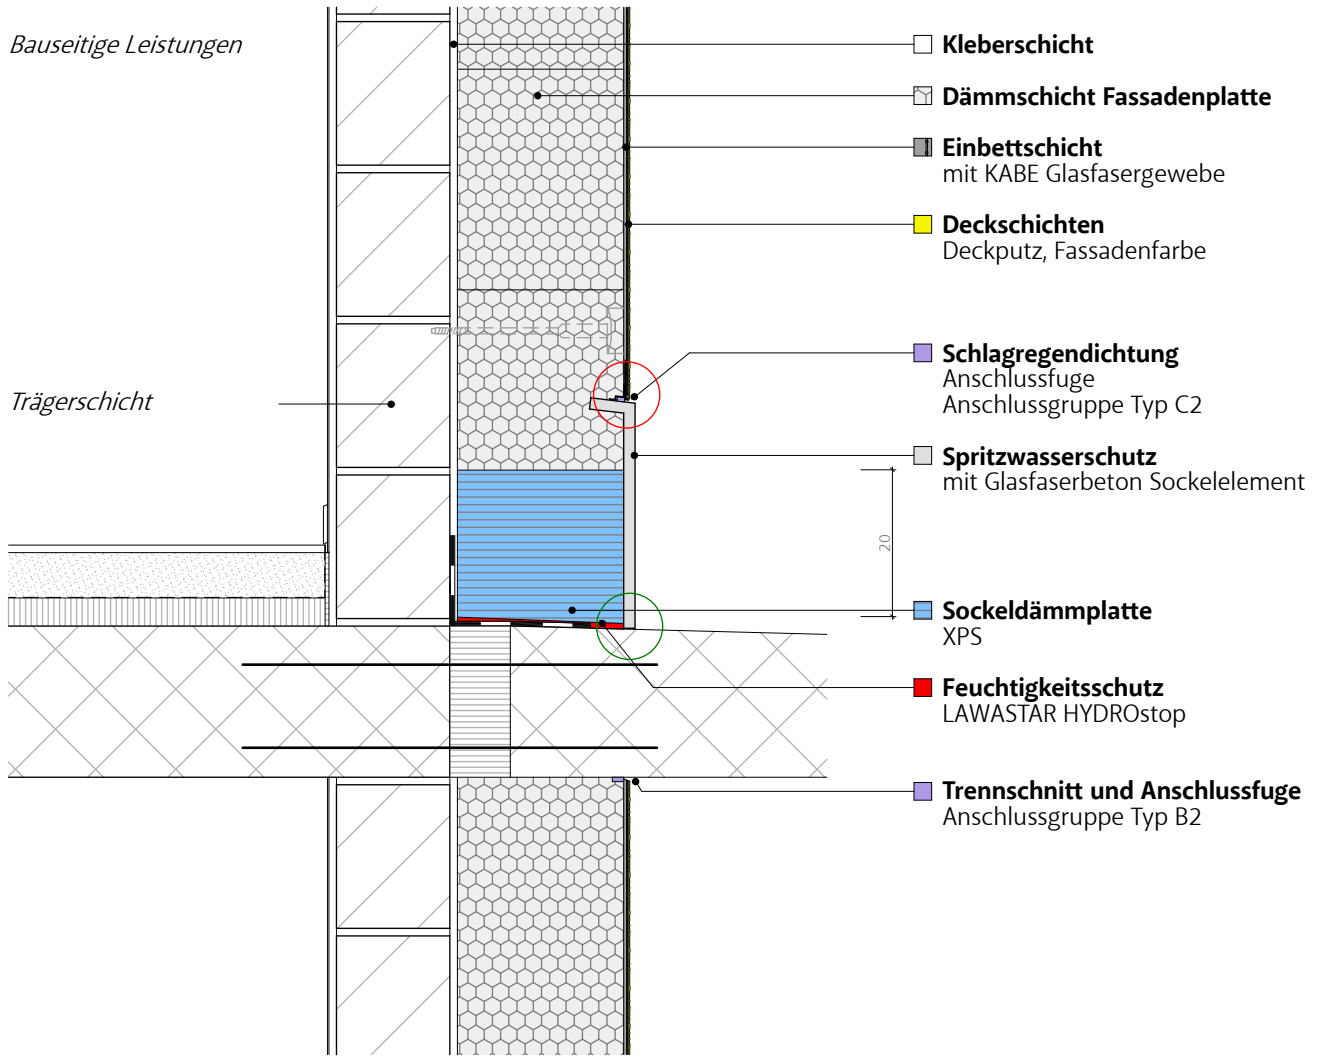 Bauseitige Leistungen
Kleberschicht
Dämmschicht Fassadenplatte
Einbettschicht
mit KABE Glasfasergewebe
Deckschichten
Deckputz, Fassadenfarbe
Schlagregendichtung
Anschlussfuge
Anschlussgruppe Typ C2
Trägerschicht
Spritzwasserschutz
mit Glasfaserbeton Sockelelement
20
Sockeldämmplatte
XPS
Feuchtigkeitsschutz
LAWASTAR HYDROstop
Trennschnitt und Anschlussfuge
Anschlussgruppe Typ B2